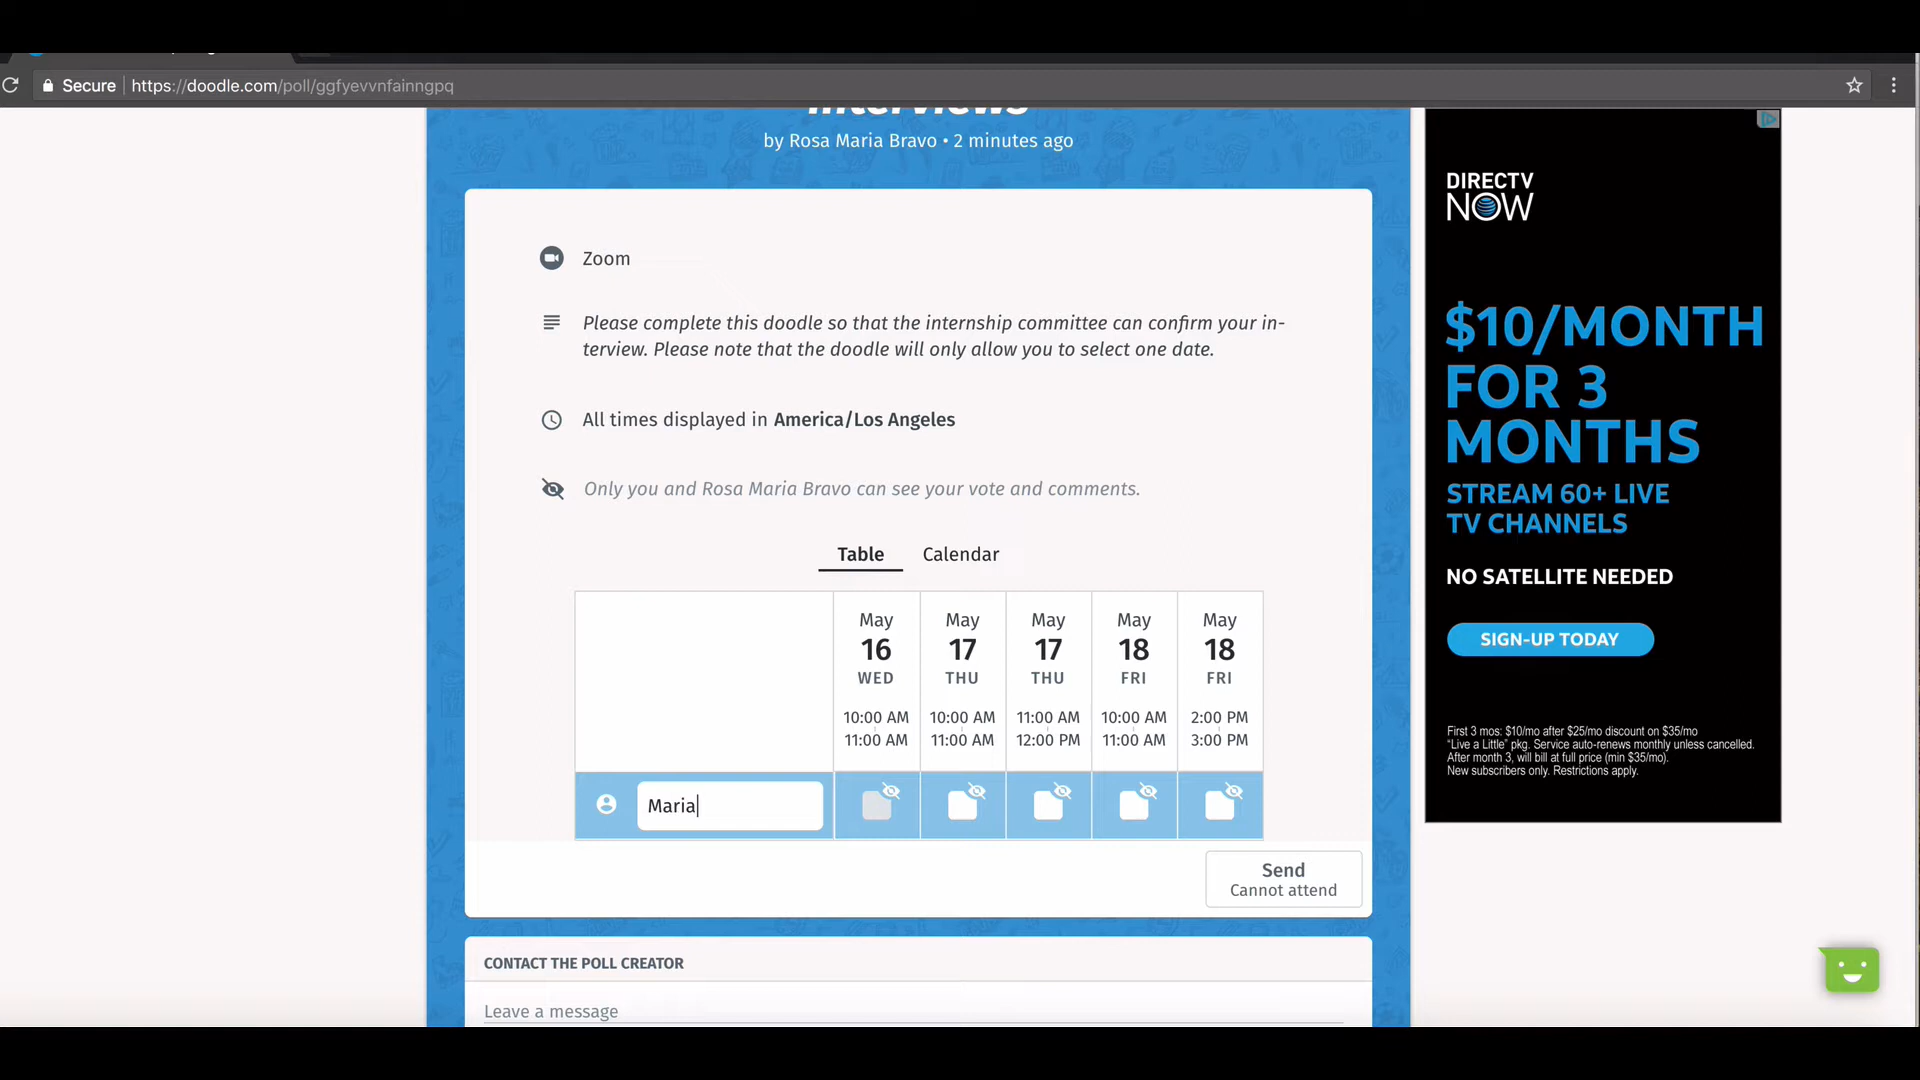 Secure | https://doodle.com/poll/ggfyevvnfainngpq
Interviews
by Rosa Maria Bravo • 2 minutes ago
Zoom
Please complete this doodle so that the internship committee can confirm your in-
terview. Please note that the doodle will only allow you to select one date.
All times displayed in America/Los Angeles
Only you and Rosa Maria Bravo can see your vote and comments.
Table Calendar
May May May May May
16 17 17 18 18
WED THU THU FRI FRI
10:00 AM 10:00 AM 11:00 AM 10:00 AM 2:00 PM
11:00 AM 11:00 AM 12:00 PM 11:00 AM 3:00 PM
Maria
Send
Cannot attend
CONTACT THE POLL CREATOR
Leave a message
DIRECTV
NOW
$10/MONTH
FOR 3
MONTHS
STREAM 60+ LIVE
TV CHANNELS
NO SATELLITE NEEDED
SIGN-UP TODAY
First 3 mos: $10/mo after $25/mo discount on $35/mo
“Live a Little” pkg. Service auto-renews monthly unless cancelled.
After month 3, will bill at full price (min $35/mo).
New subscribers only. Restrictions apply.